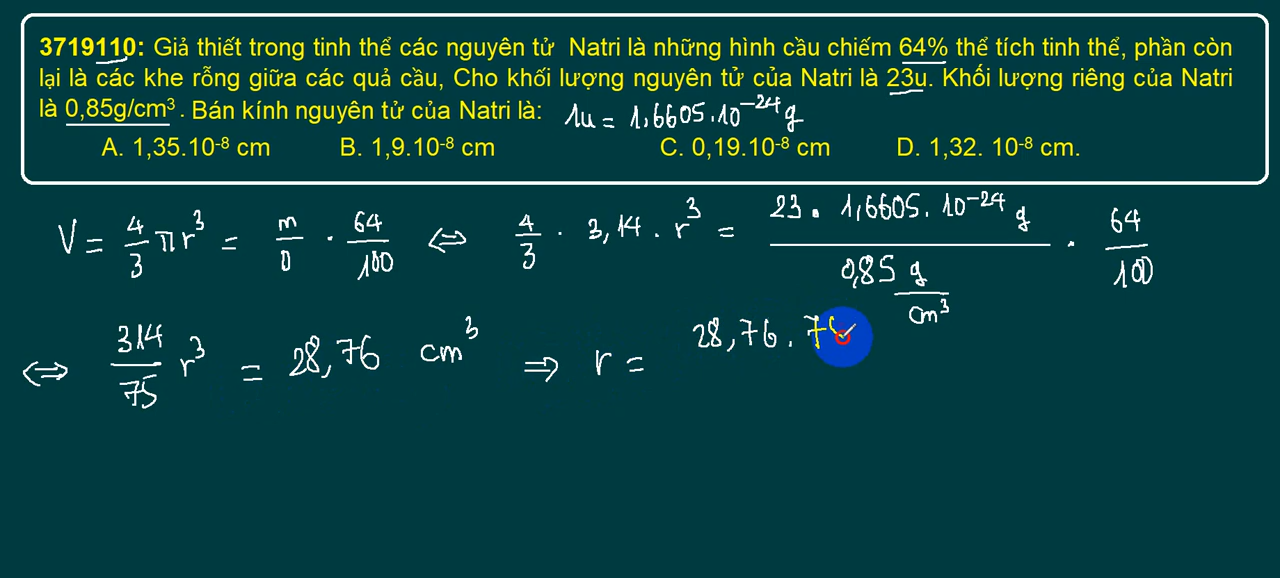 3719110: Giả thiết trong tinh thể các nguyên tử Natri là những hình cầu chiếm 64% thể tích tinh thể, phần còn
lại là các khe rỗng giữa các quả cầu, Cho khối lượng nguyên tử của Natri là 23u. Khối lượng riêng của Natri
là 0,85g/cm³ . Bán kính nguyên tử của Natri là: 1u = 1,6605.10⁻²⁴ g
A. 1,35.10⁻⁸ cm B. 1,9.10⁻⁸ cm C. 0,19.10⁻⁸ cm D. 1,32. 10⁻⁸ cm.
V = 4/3 πr³ = m/D · 64/100 ⇔ 4/3 · 3,14 · r³ = (23 · 1,6605.10⁻²⁴ g)/(0,85 g/cm³) · 64/100
⇔ 314/75 r³ = 28,76 cm³ ⇒ r = 28,76 . 75